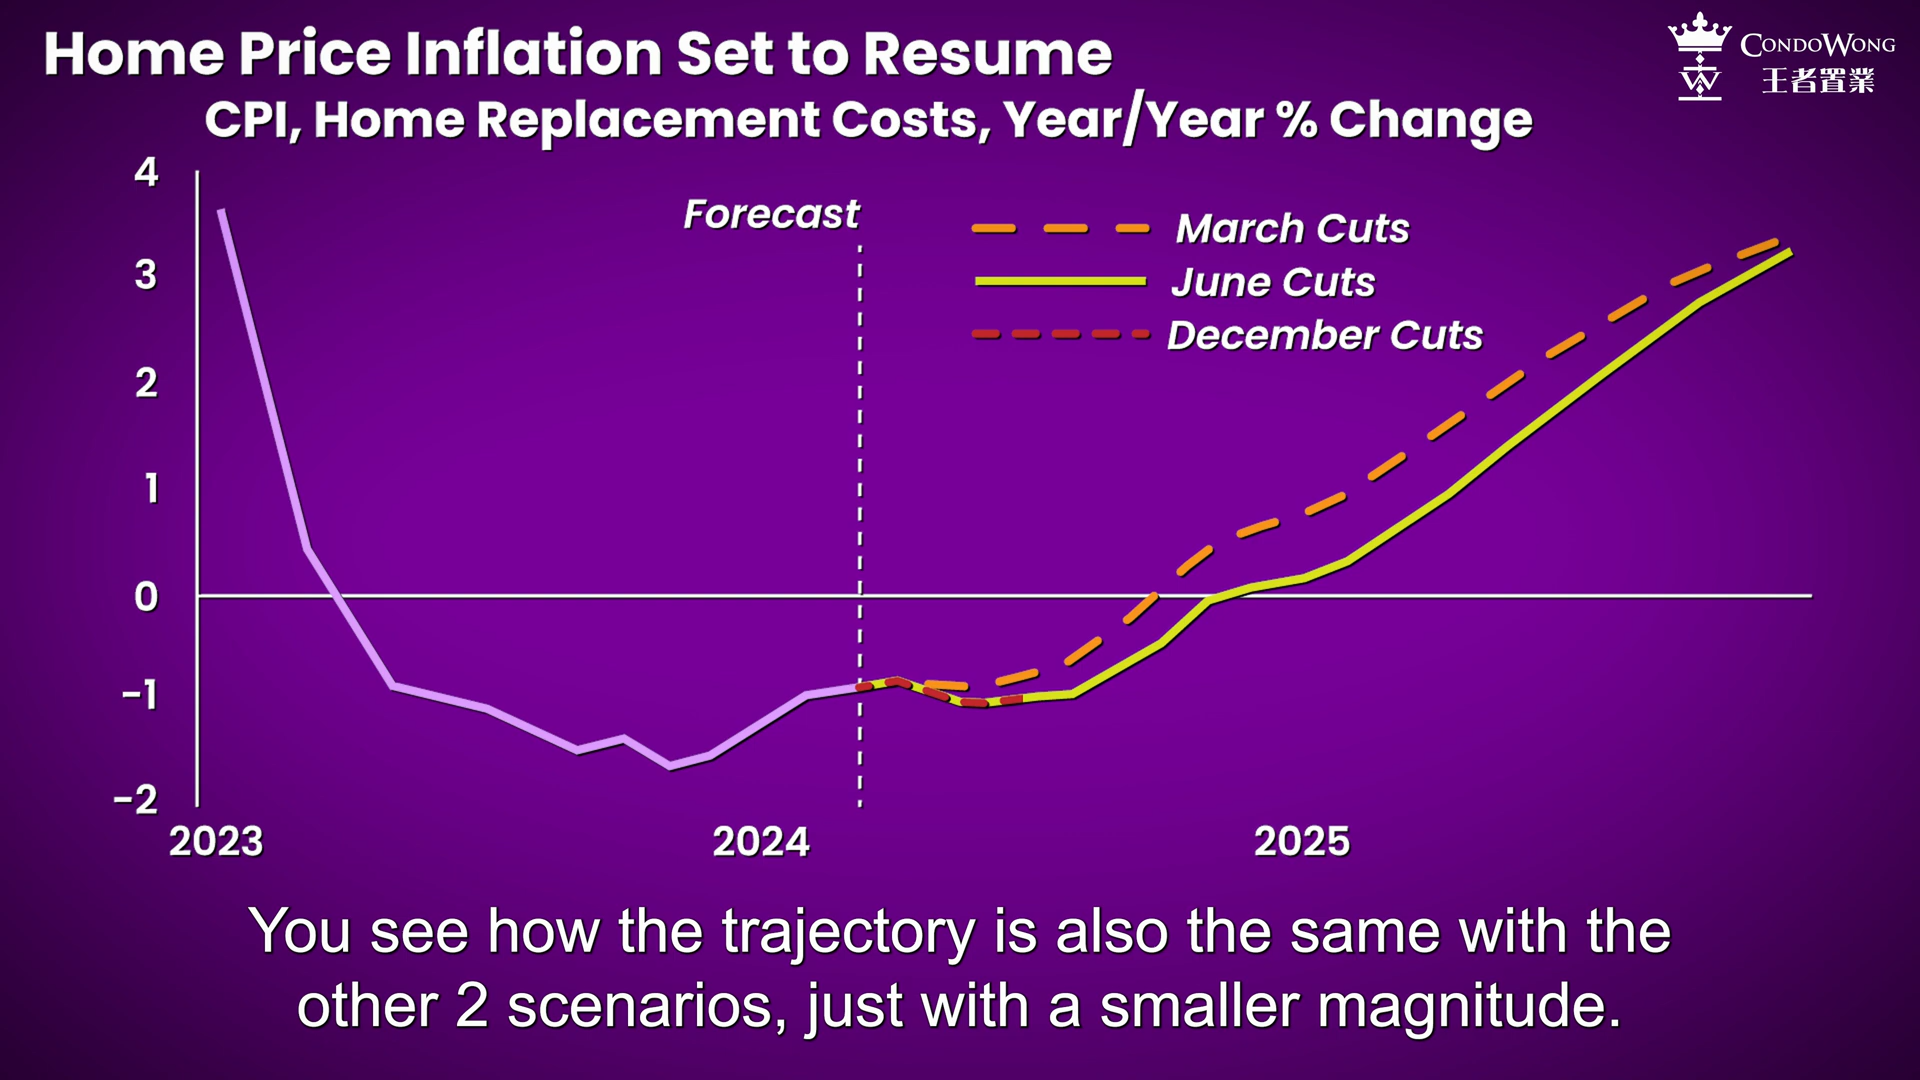 Home Price Inflation Set to Resume
CONDOWONG
王者置業
CPI, Home Replacement Costs, Year/Year % Change
4
3
2
1
0
-1
-2
Forecast
March Cuts
June Cuts
December Cuts
2023
2024
2025
You see how the trajectory is also the same with the
other 2 scenarios, just with a smaller magnitude.